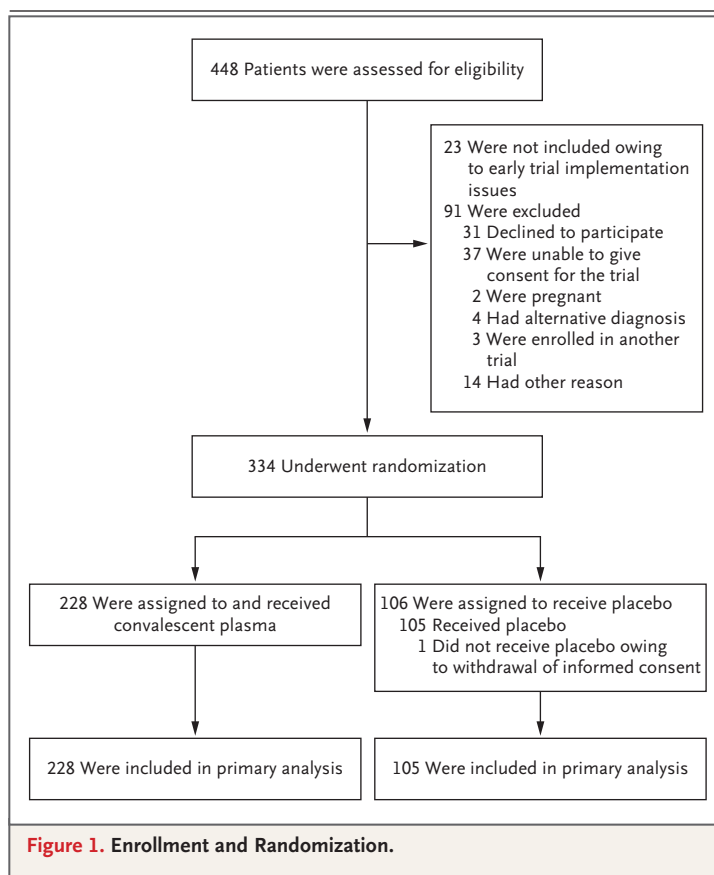 448 Patients were assessed for eligibility
23 Were not included owing
to early trial implementation
issues
91 Were excluded
31 Declined to participate
37 Were unable to give
consent for the trial
2 Were pregnant
4 Had alternative diagnosis
3 Were enrolled in another
trial
14 Had other reason
334 Underwent randomization
228 Were assigned to and received
convalescent plasma
106 Were assigned to receive placebo
105 Received placebo
1 Did not receive placebo owing
to withdrawal of informed consent
228 Were included in primary analysis
105 Were included in primary analysis
Figure 1. Enrollment and Randomization.